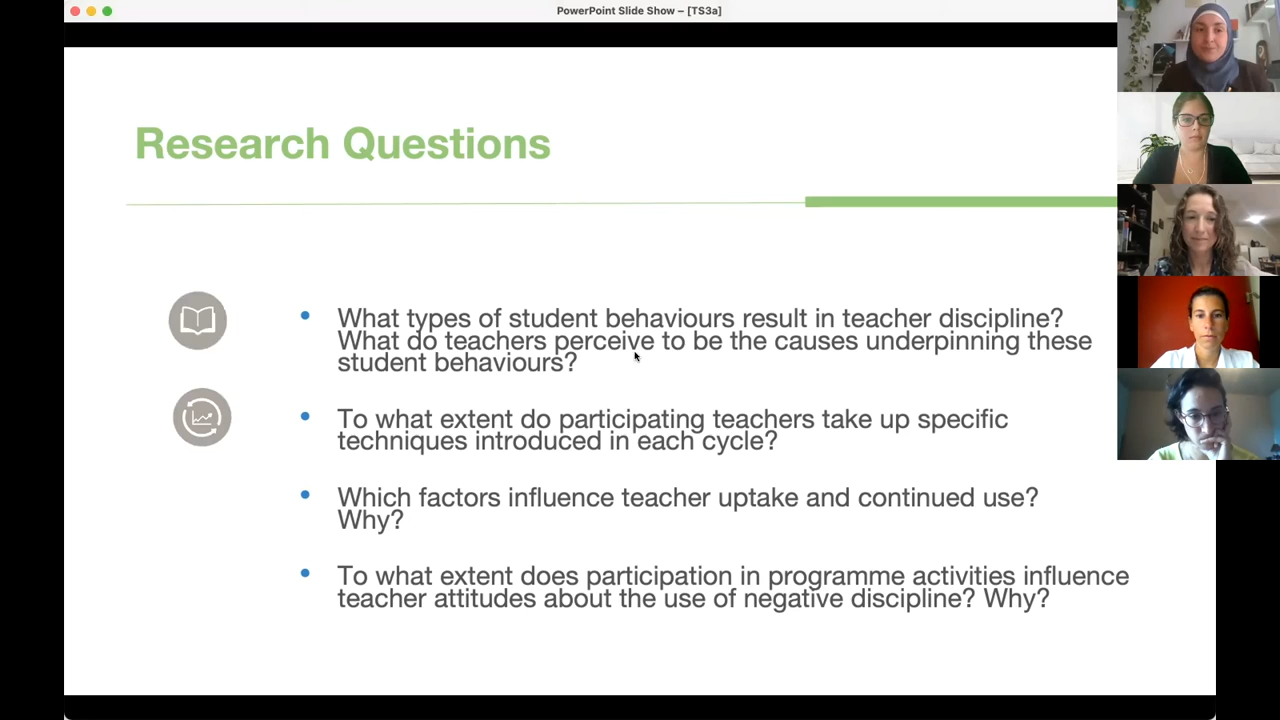 PowerPoint Slide Show – [TS3a]
Research Questions
• What types of student behaviours result in teacher discipline?
What do teachers perceive to be the causes underpinning these
student behaviours?
• To what extent do participating teachers take up specific
techniques introduced in each cycle?
• Which factors influence teacher uptake and continued use?
Why?
• To what extent does participation in programme activities influence
teacher attitudes about the use of negative discipline? Why?